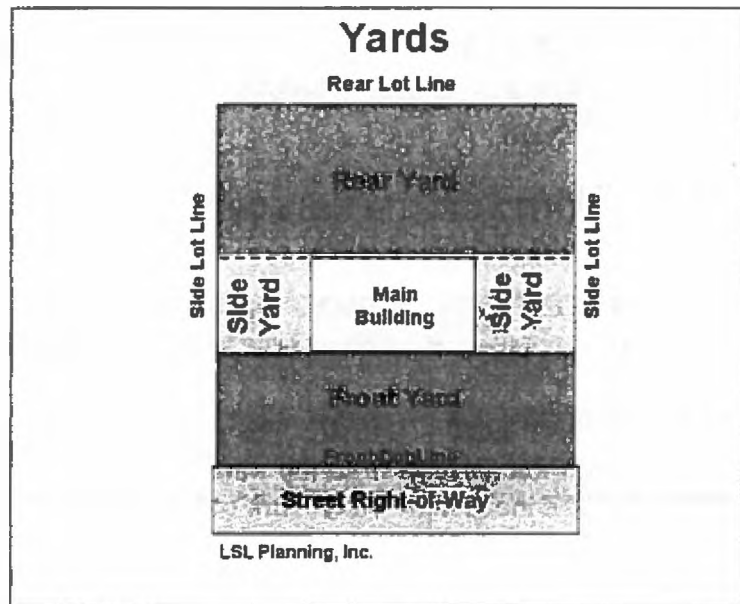 Yards
Rear Lot Line
Rear Yard
Side Lot Line
Side Yard
Main
Building
Side Yard
Side Lot Line
Front Yard
Front Lot Line
Street Right-of-Way
LSL Planning, Inc.